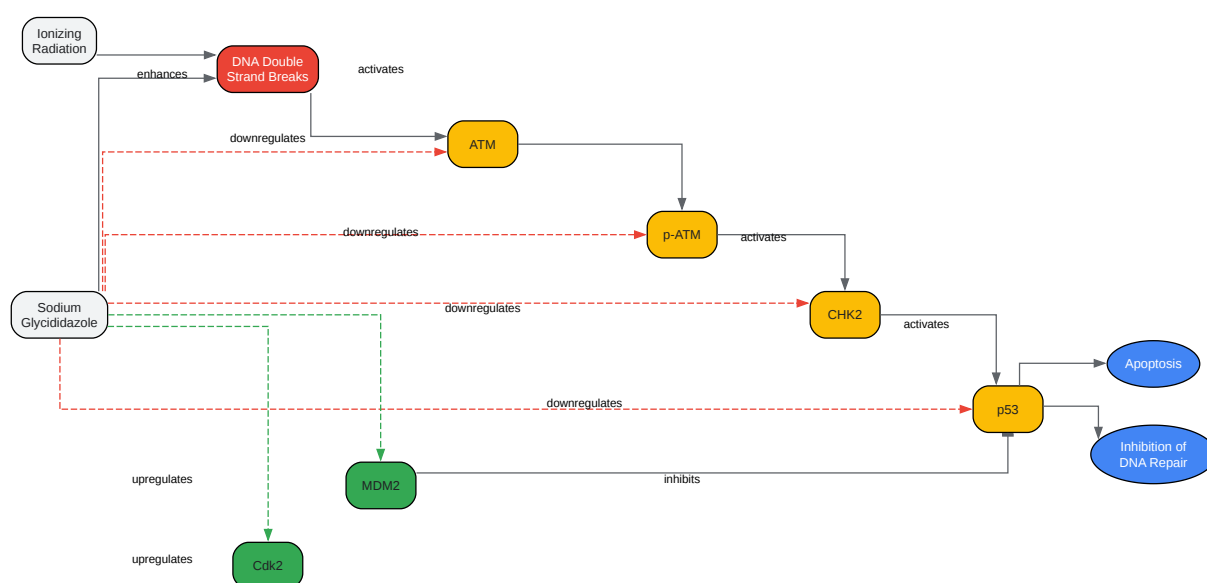 Ionizing
Radiation
enhances
DNA Double
Strand Breaks
activates
downregulates
ATM
downregulates
p-ATM
activates
Sodium
Glycididazole
downregulates
CHK2
activates
Apoptosis
downregulates
p53
Inhibition of
DNA Repair
upregulates
MDM2
inhibits
upregulates
Cdk2